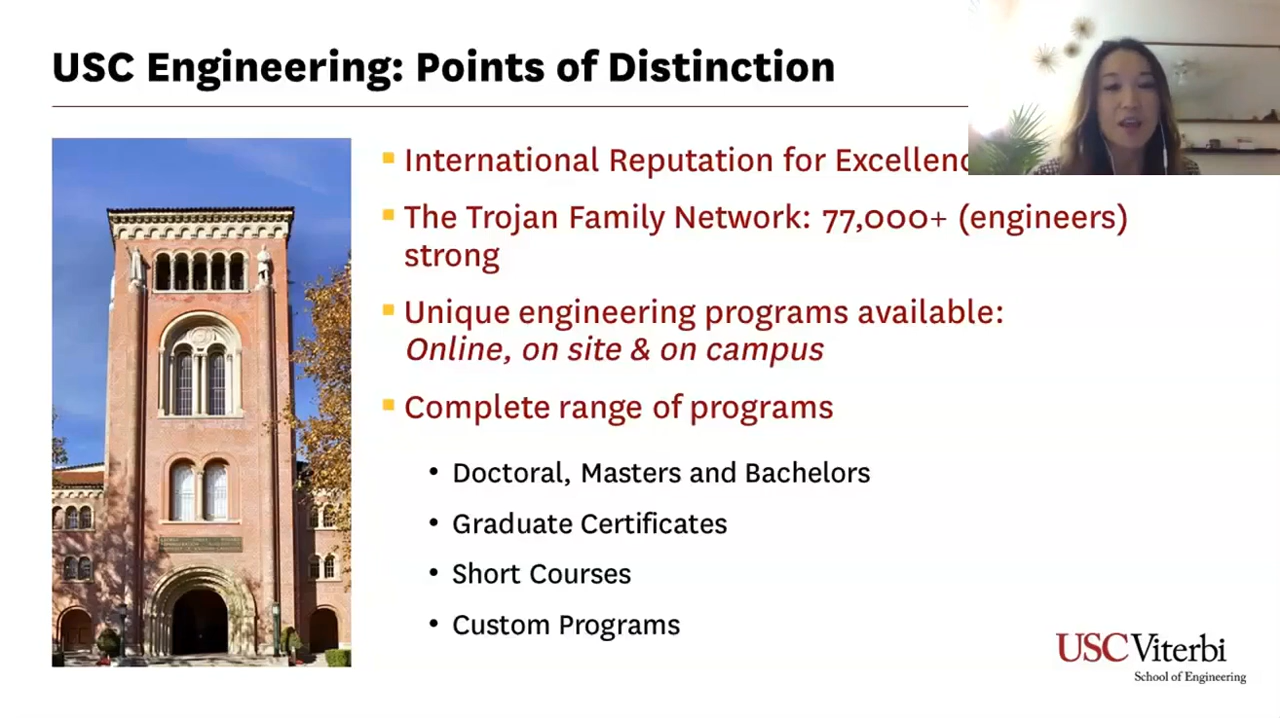 USC Engineering: Points of Distinction
International Reputation for Excellenc
The Trojan Family Network: 77,000+ (engineers)
strong
Unique engineering programs available:
Online, on site & on campus
Complete range of programs
Doctoral, Masters and Bachelors
Graduate Certificates
Short Courses
Custom Programs
USC Viterbi
School of Engineering